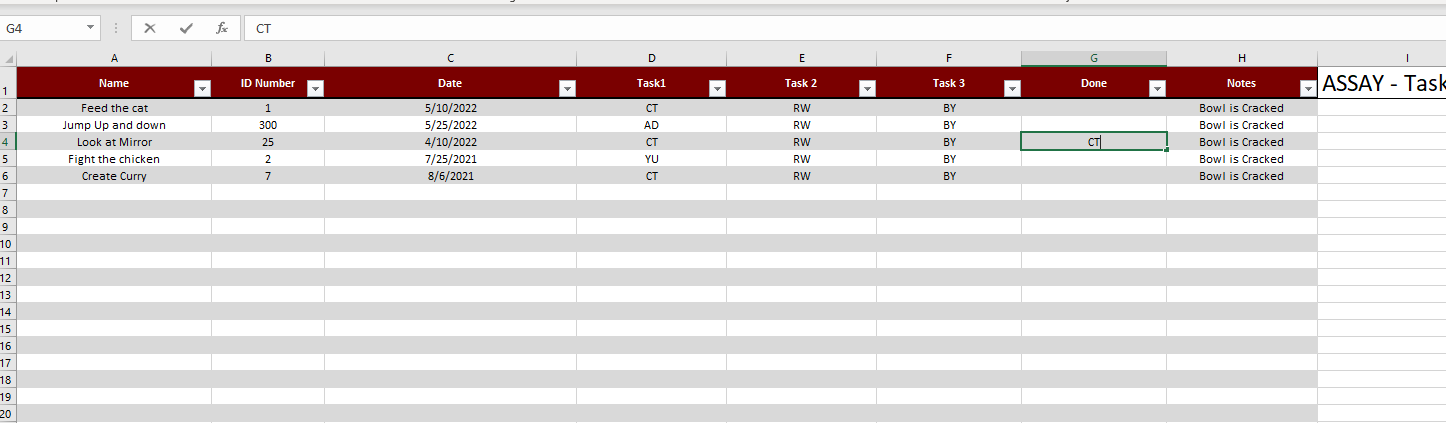 G4 fx CT
A B C D E F G H I
1 Name ID Number Date Task1 Task 2 Task 3 Done Notes ASSAY - Task
2 Feed the cat 1 5/10/2022 CT RW BY Bowl is Cracked
3 Jump Up and down 300 5/25/2022 AD RW BY Bowl is Cracked
4 Look at Mirror 25 4/10/2022 CT RW BY CT Bowl is Cracked
5 Fight the chicken 2 7/25/2021 YU RW BY Bowl is Cracked
6 Create Curry 7 8/6/2021 CT RW BY Bowl is Cracked
7
8
9
10
11
12
13
14
15
16
17
18
19
20